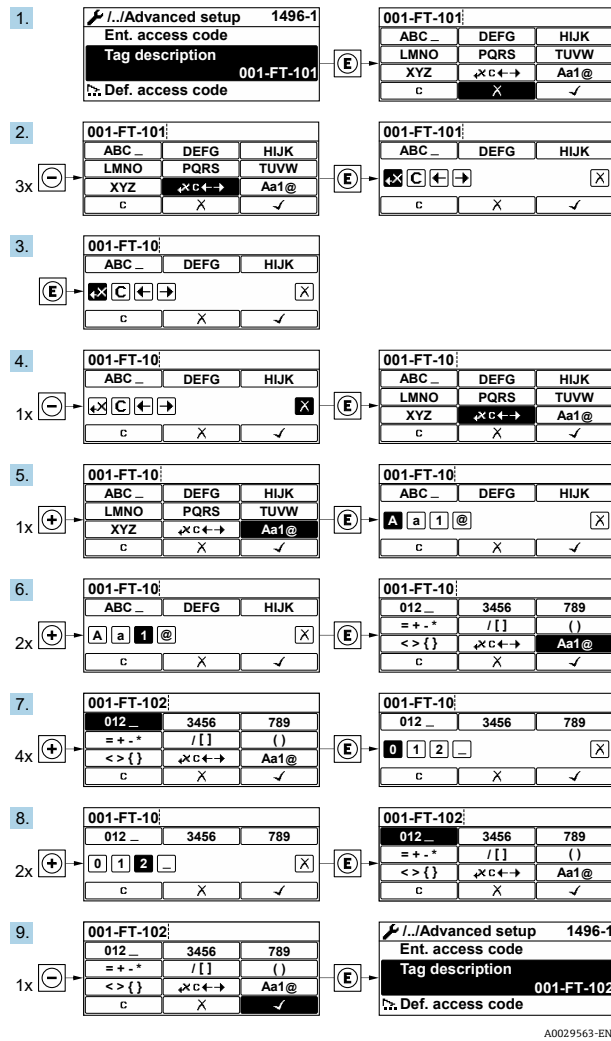 1.
/../Advanced setup 1496-1
Ent. access code
Tag description
001-FT-101
Def. access code
E
001-FT-101
ABC _ DEFG HIJK
LMNO PQRS TUVW
XYZ C Aa1@
C X ✓
2.
3x
001-FT-101
ABC _ DEFG HIJK
LMNO PQRS TUVW
XYZ C Aa1@
C X ✓
E
001-FT-101
ABC _ DEFG HIJK
C X
C X ✓
3.
E
001-FT-10
ABC _ DEFG HIJK
C X
C X ✓
4.
1x
001-FT-10
ABC _ DEFG HIJK
C X
C X ✓
E
001-FT-10
ABC _ DEFG HIJK
LMNO PQRS TUVW
XYZ C Aa1@
C X ✓
5.
1x
001-FT-10
ABC _ DEFG HIJK
LMNO PQRS TUVW
XYZ C Aa1@
C X ✓
E
001-FT-10
ABC _ DEFG HIJK
A a 1 @ X
C X ✓
6.
2x
001-FT-10
ABC _ DEFG HIJK
A a 1 @ X
C X ✓
E
001-FT-10
012 _ 3456 789
= + - * / [ ] ( )
< > { } C Aa1@
C X ✓
7.
4x
001-FT-102
012 _ 3456 789
= + - * / [ ] ( )
< > { } C Aa1@
C X ✓
E
001-FT-10
012 _ 3456 789
0 1 2 _ X
C X ✓
8.
2x
001-FT-10
012 _ 3456 789
0 1 2 _ X
C X ✓
E
001-FT-102
012 _ 3456 789
= + - * / [ ] ( )
< > { } C Aa1@
C X ✓
9.
1x
001-FT-102
012 _ 3456 789
= + - * / [ ] ( )
< > { } C Aa1@
C X ✓
E
/../Advanced setup 1496-1
Ent. access code
Tag description
001-FT-102
Def. access code
A0029563-EN